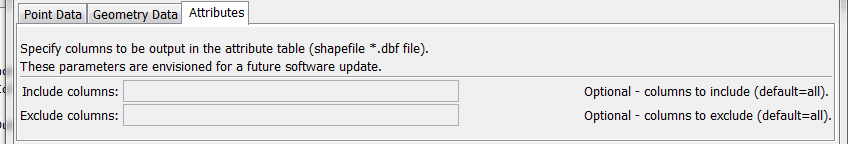 Point Data Geometry Data Attributes
Specify columns to be output in the attribute table (shapefile *.dbf file).
These parameters are envisioned for a future software update.
Include columns: Optional - columns to include (default=all).
Exclude columns: Optional - columns to exclude (default=all).